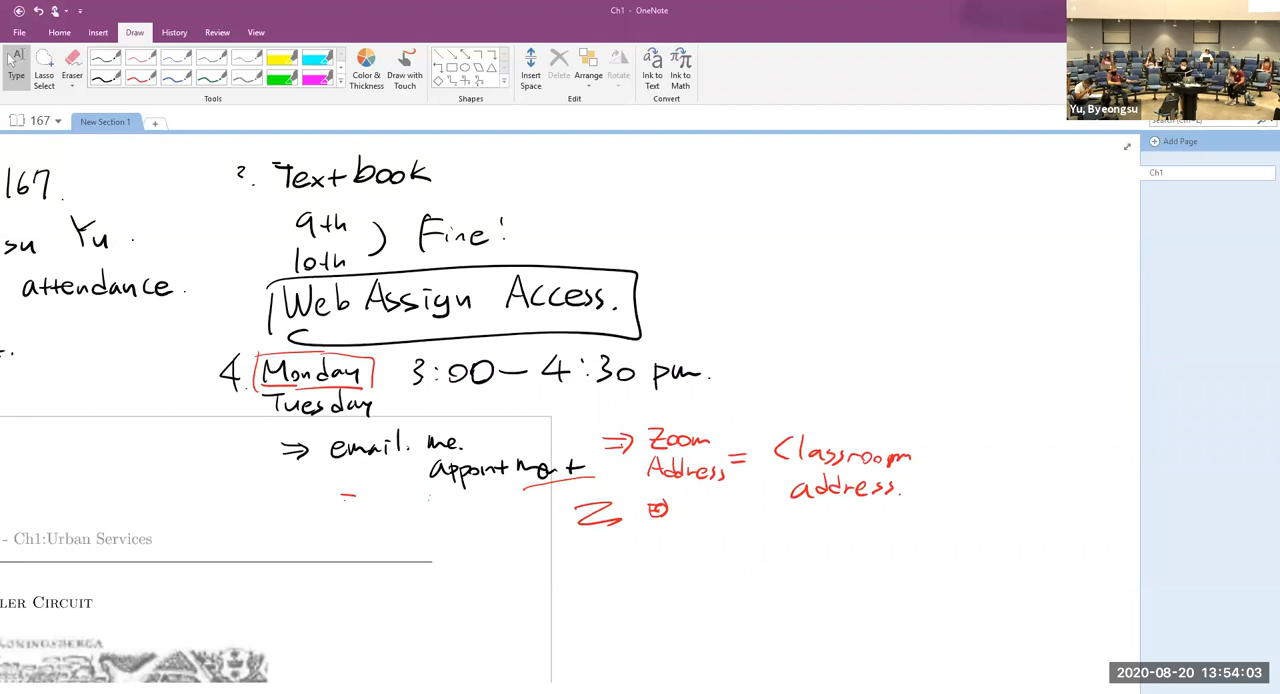 Ch1 - OneNote
File Home Insert Draw History Review View
Type
Lasso Select
Eraser
Color & Thickness
Draw with Touch
Insert Space
Delete
Arrange
Rotate
Ink to Text
Ink to Math
Tools
Shapes
Edit
Convert
Yu, Byeongsu
167
New Section 1
Add Page
Ch1
167.
su Yu.
attendance.
2. Textbook
9th
10th
) Fine!
WebAssign Access.
4. Monday 3:00 - 4:30 pm.
Tuesday
⇒ email. me.
appointment
⇒ Zoom Address = Classroom address.
- Ch1:Urban Services
LER CIRCUIT
2020-08-20 13:54:03